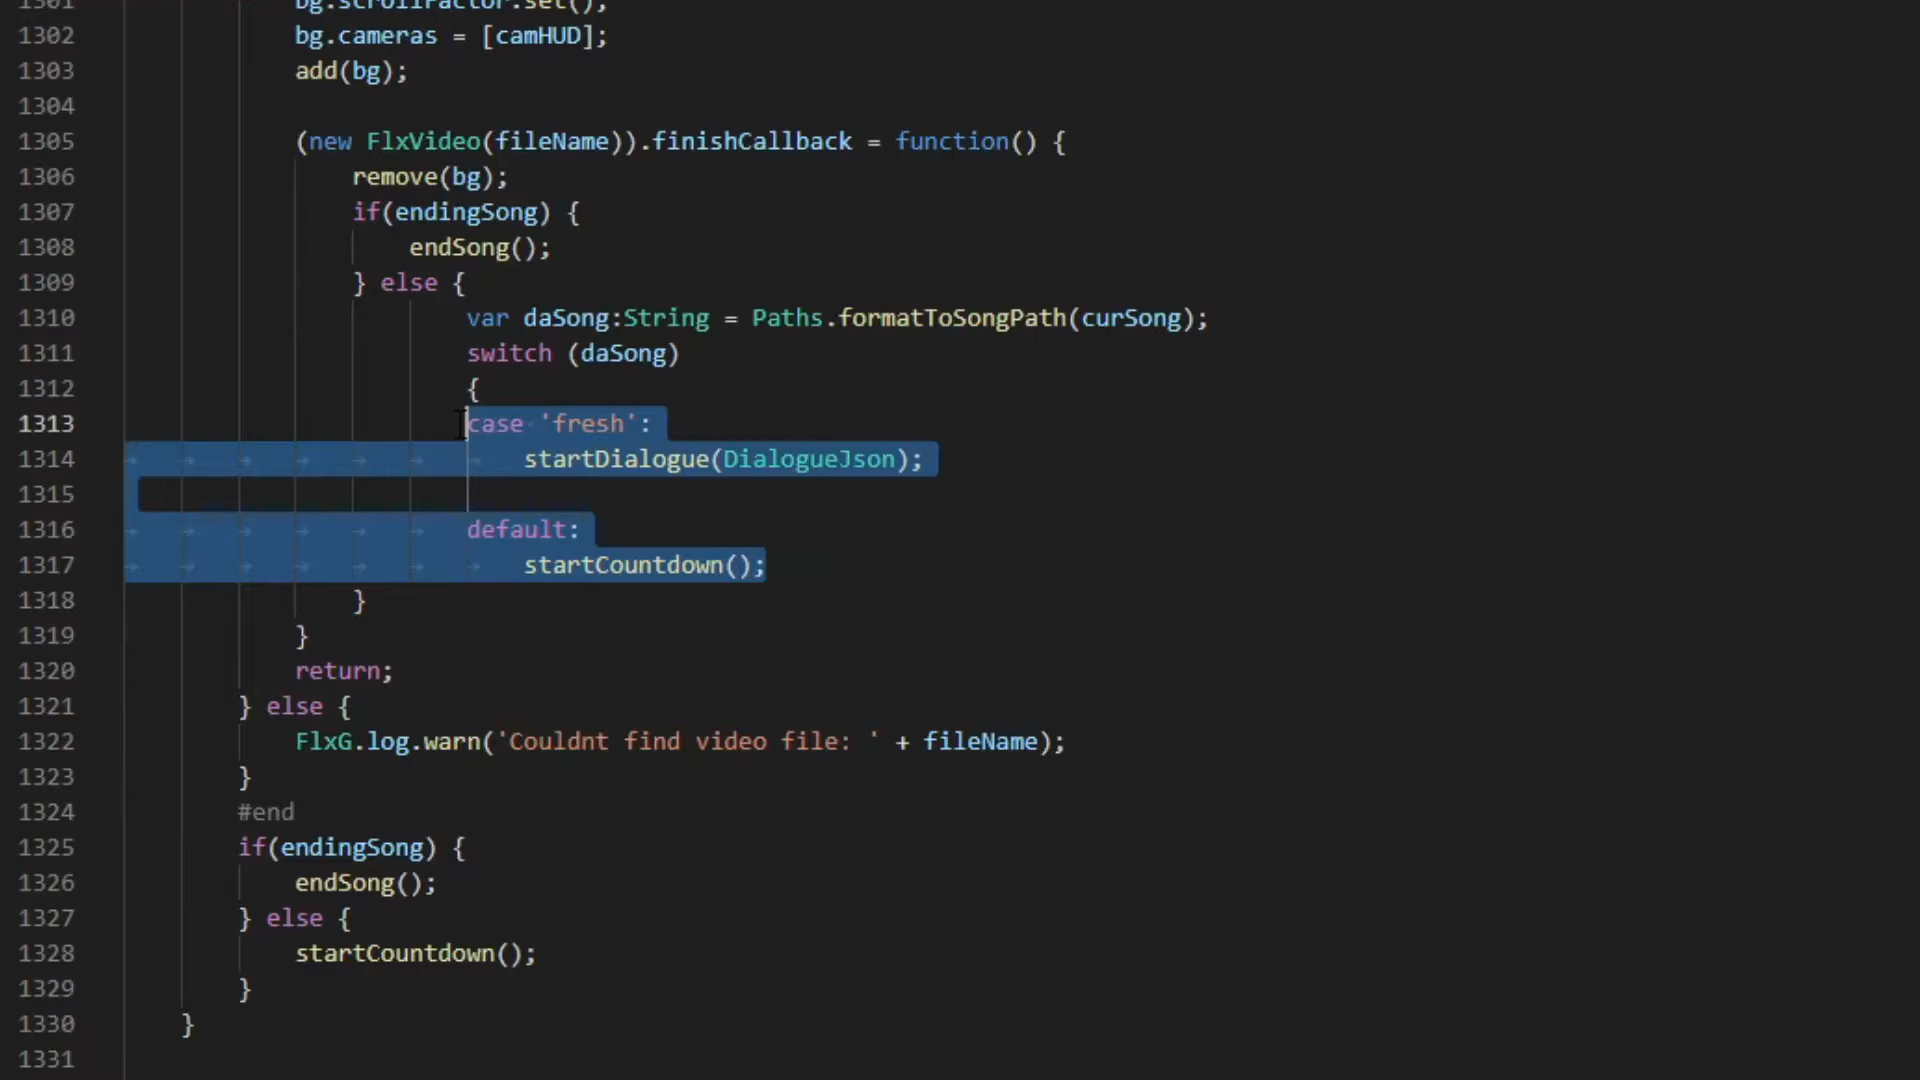 1301 bg.scrollFactor.set();
1302 bg.cameras = [camHUD];
1303 add(bg);
1304
1305 (new FlxVideo(fileName)).finishCallback = function() {
1306 remove(bg);
1307 if(endingSong) {
1308 endSong();
1309 } else {
1310 var daSong:String = Paths.formatToSongPath(curSong);
1311 switch (daSong)
1312 {
1313 case 'fresh':
1314 startDialogue(DialogueJson);
1315
1316 default:
1317 startCountdown();
1318 }
1319 }
1320 return;
1321 } else {
1322 FlxG.log.warn('Couldnt find video file: ' + fileName);
1323 }
1324 #end
1325 if(endingSong) {
1326 endSong();
1327 } else {
1328 startCountdown();
1329 }
1330 }
1331